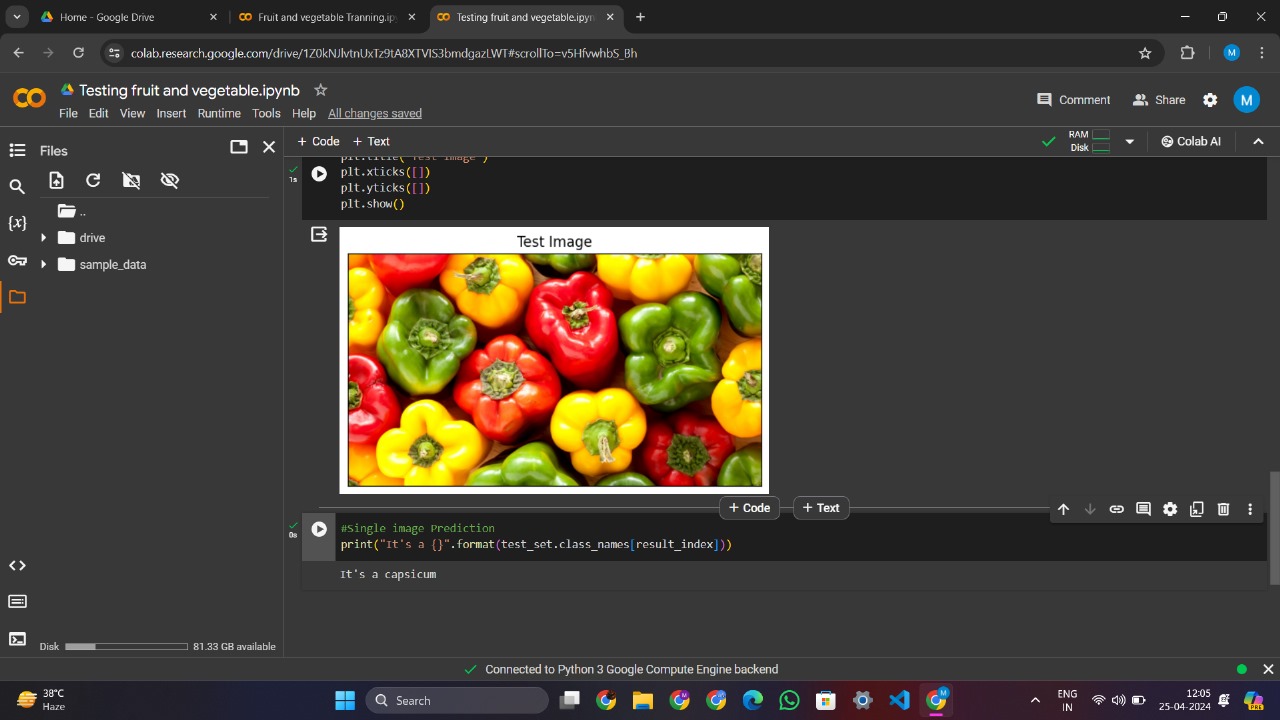 Home - Google Drive
Fruit and vegetable Tranning.ip
Testing fruit and vegetable.ipyn
colab.research.google.com/drive/1Z0kNJlvtnUxTz9tA8XTVIS3bmdgazLWT#scrollTo=v5HfvwhbS_Bh
M
Testing fruit and vegetable.ipynb
File Edit View Insert Runtime Tools Help All changes saved
Comment Share M
Files
+ Code + Text
RAM
Disk
Colab AI
..
drive
sample_data
1s
plt.title("Test Image")
plt.xticks([])
plt.yticks([])
plt.show()
Test Image
+ Code + Text
0s
#Single image Prediction
print("It's a {}".format(test_set.class_names[result_index]))
It's a capsicum
Disk 81.33 GB available
Connected to Python 3 Google Compute Engine backend
38°C
Haze
Search
ENG
IN
12:05
25-04-2024
PRE